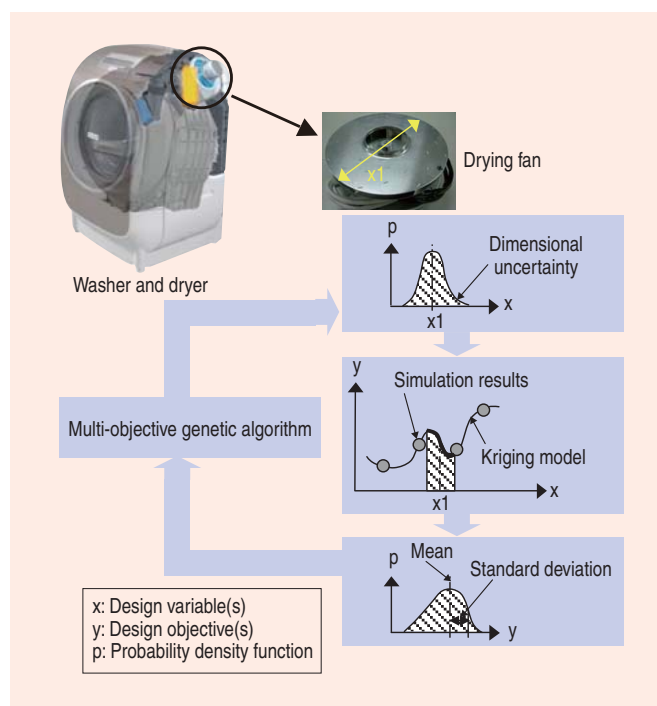 x1
Drying fan
Washer and dryer
p
Dimensional
uncertainty
x
x1
y
Simulation results
Kriging model
x
x1
Multi-objective genetic algorithm
p
Mean
Standard deviation
y
x: Design variable(s)
y: Design objective(s)
p: Probability density function